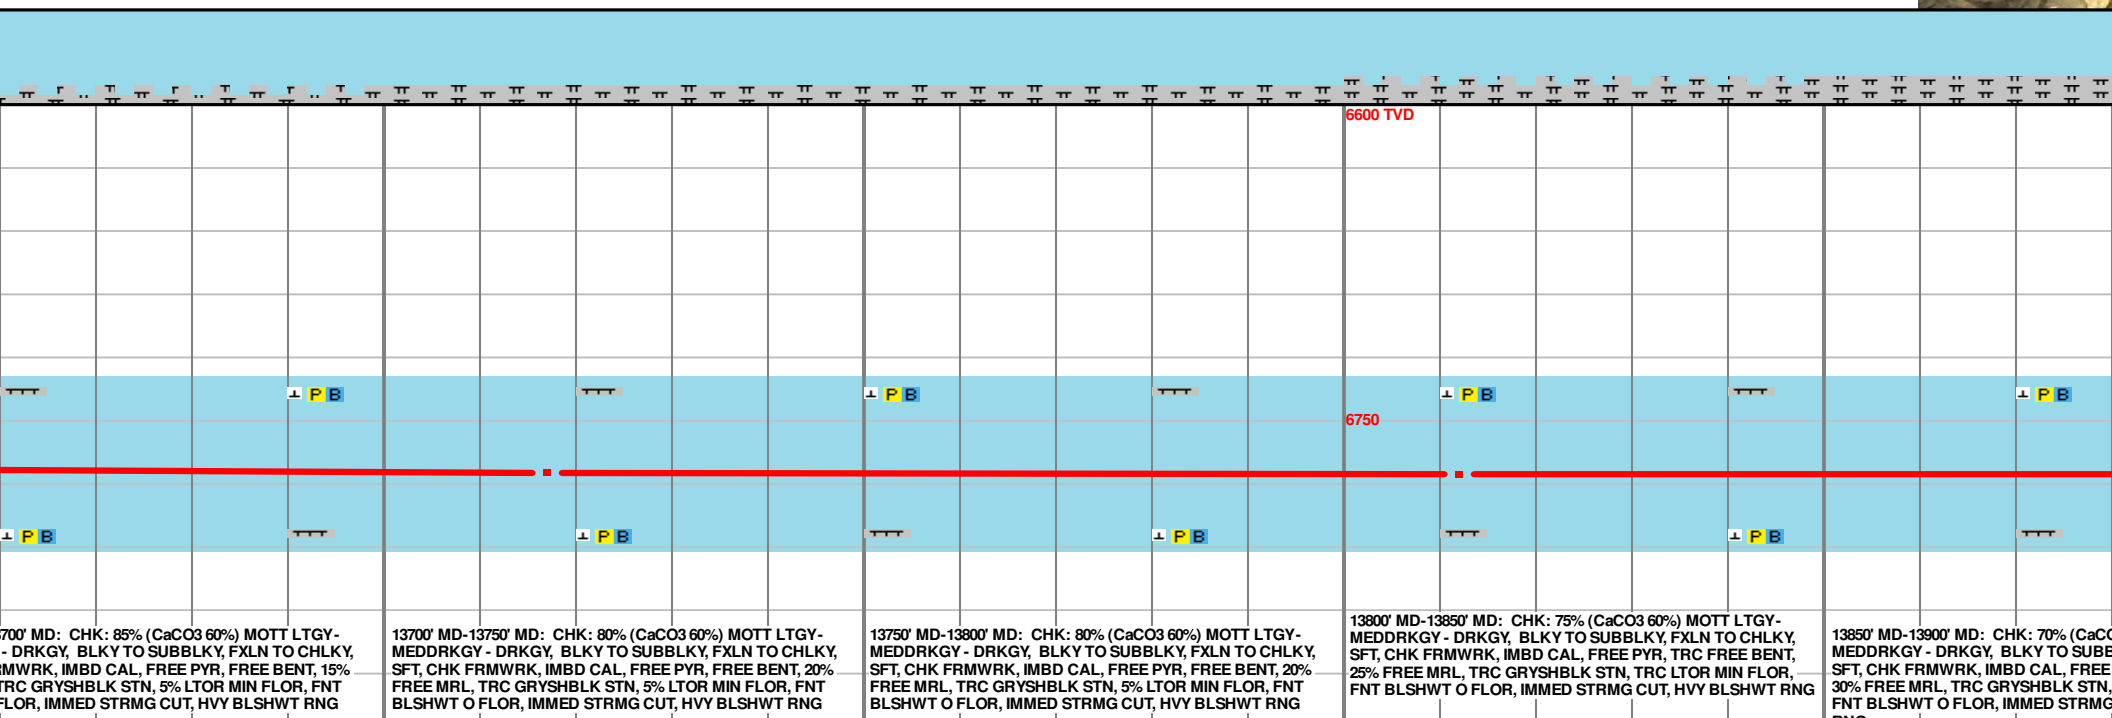 6600 TVD
P B
P B
P B
P B
6750
P B
P B
P B
P B
700' MD: CHK: 85% (CaCO3 60%) MOTT LTGY-
- DRKGY, BLKY TO SUBBLKY, FXLN TO CHLKY,
RMWRK, IMBD CAL, FREE PYR, FREE BENT, 15%
TRC GRYSHBLK STN, 5% LTOR MIN FLOR, FNT
FLOR, IMMED STRMG CUT, HVY BLSHWT RNG
13700' MD-13750' MD: CHK: 80% (CaCO3 60%) MOTT LTGY-
MEDDRKGY - DRKGY, BLKY TO SUBBLKY, FXLN TO CHLKY,
SFT, CHK FRMWRK, IMBD CAL, FREE PYR, FREE BENT, 20%
FREE MRL, TRC GRYSHBLK STN, 5% LTOR MIN FLOR, FNT
BLSHWT O FLOR, IMMED STRMG CUT, HVY BLSHWT RNG
13750' MD-13800' MD: CHK: 80% (CaCO3 60%) MOTT LTGY-
MEDDRKGY - DRKGY, BLKY TO SUBBLKY, FXLN TO CHLKY,
SFT, CHK FRMWRK, IMBD CAL, FREE PYR, FREE BENT, 20%
FREE MRL, TRC GRYSHBLK STN, 5% LTOR MIN FLOR, FNT
BLSHWT O FLOR, IMMED STRMG CUT, HVY BLSHWT RNG
13800' MD-13850' MD: CHK: 75% (CaCO3 60%) MOTT LTGY-
MEDDRKGY - DRKGY, BLKY TO SUBBLKY, FXLN TO CHLKY,
SFT, CHK FRMWRK, IMBD CAL, FREE PYR, TRC FREE BENT,
25% FREE MRL, TRC GRYSHBLK STN, TRC LTOR MIN FLOR,
FNT BLSHWT O FLOR, IMMED STRMG CUT, HVY BLSHWT RNG
13850' MD-13900' MD: CHK: 70% (CaCO
MEDDRKGY - DRKGY, BLKY TO SUBB
SFT, CHK FRMWRK, IMBD CAL, FREE
30% FREE MRL, TRC GRYSHBLK STN,
FNT BLSHWT O FLOR, IMMED STRMG